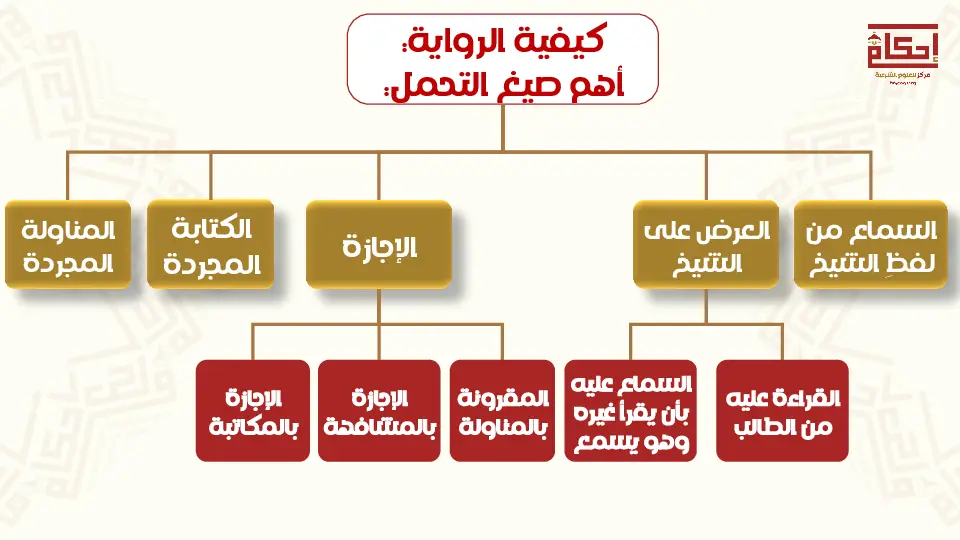 كيفية الرواية:
أهم صيغ التحمل:
إحكام
مركز للعلوم الشرعية
السماع من
لفظِ الشيخ
العرض على
الشيخ
الإجازة
الكتابة
المجردة
المناولة
المجردة
القراءة عليه
من الطالب
السماع عليه
بأن يقرأ غيره
وهو يسمع
المقرونة
بالمناولة
الإجازة
بالمشافهة
الإجازة
بالمكاتبة